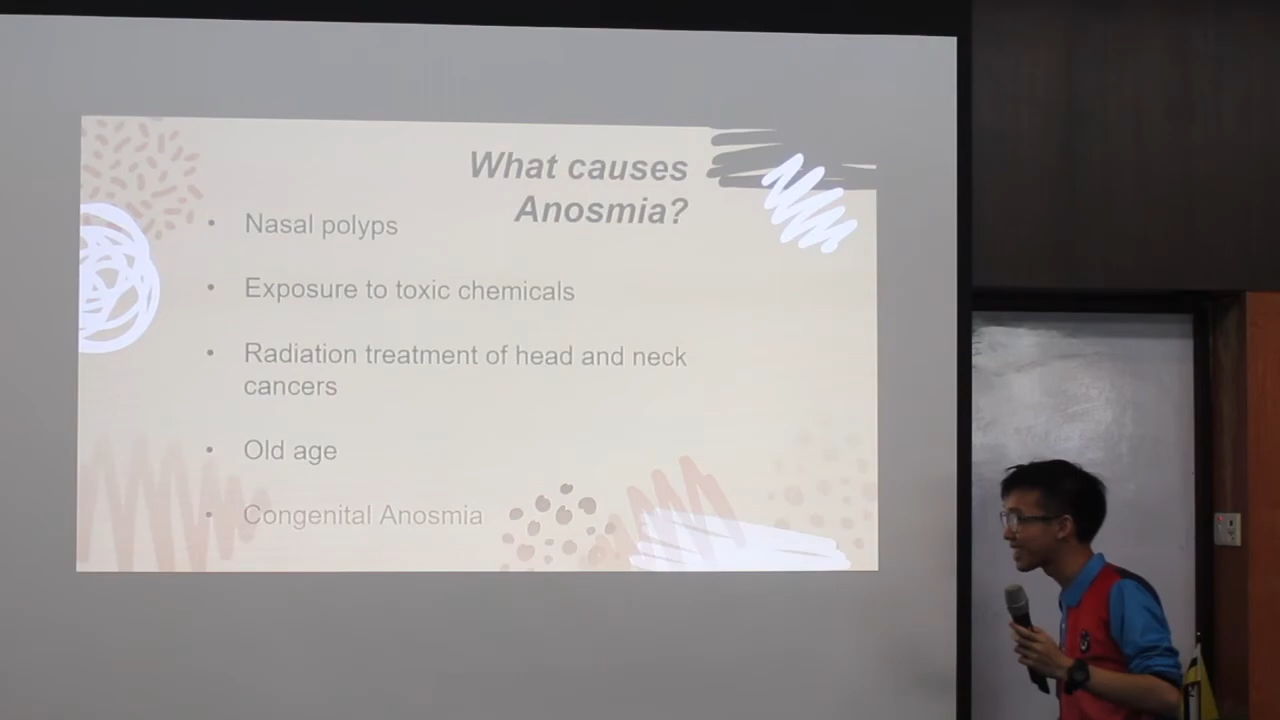 What causes
Anosmia?
• Nasal polyps
• Exposure to toxic chemicals
• Radiation treatment of head and neck
cancers
• Old age
• Congenital Anosmia